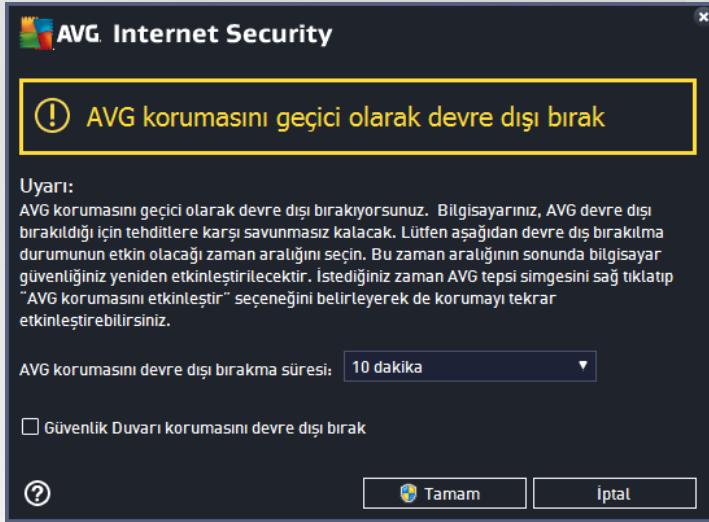 AVG. Internet Security
AVG korumasını geçici olarak devre dışı bırak
Uyarı:
AVG korumasını geçici olarak devre dışı bırakıyorsunuz. Bilgisayarınız, AVG devre dışı
bırakıldığı için tehditlere karşı savunmasız kalacak. Lütfen aşağıdan devre dış bırakılma
durumunun etkin olacağı zaman aralığını seçin. Bu zaman aralığının sonunda bilgisayar
güvenliğiniz yeniden etkinleştirilecektir. İstediğiniz zaman AVG tepsi simgesini sağ tıklatıp
"AVG korumasını etkinleştir" seçeneğini belirleyerek de korumayı tekrar
etkinleştirebilirsiniz.
AVG korumasını devre dışı bırakma süresi: 10 dakika
Güvenlik Duvarı korumasını devre dışı bırak
Tamam İptal